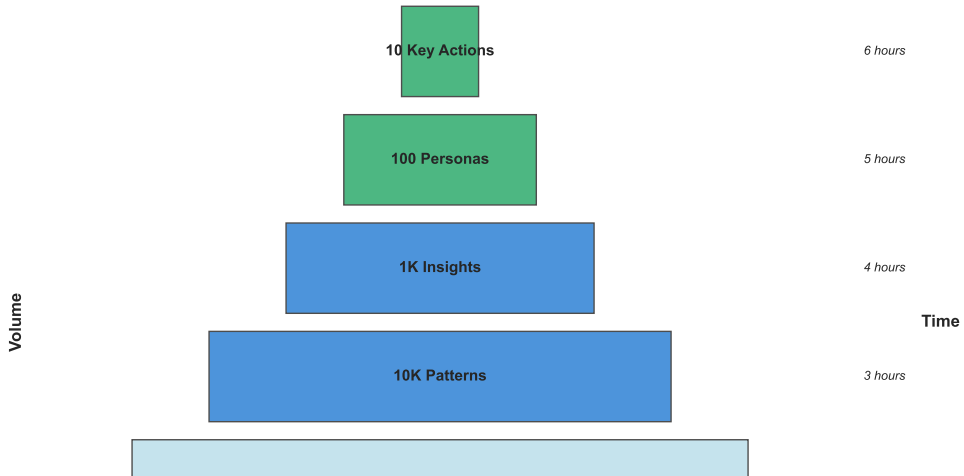 10 Key Actions
6 hours
100 Personas
5 hours
1K Insights
4 hours
Volume
Time
10K Patterns
3 hours